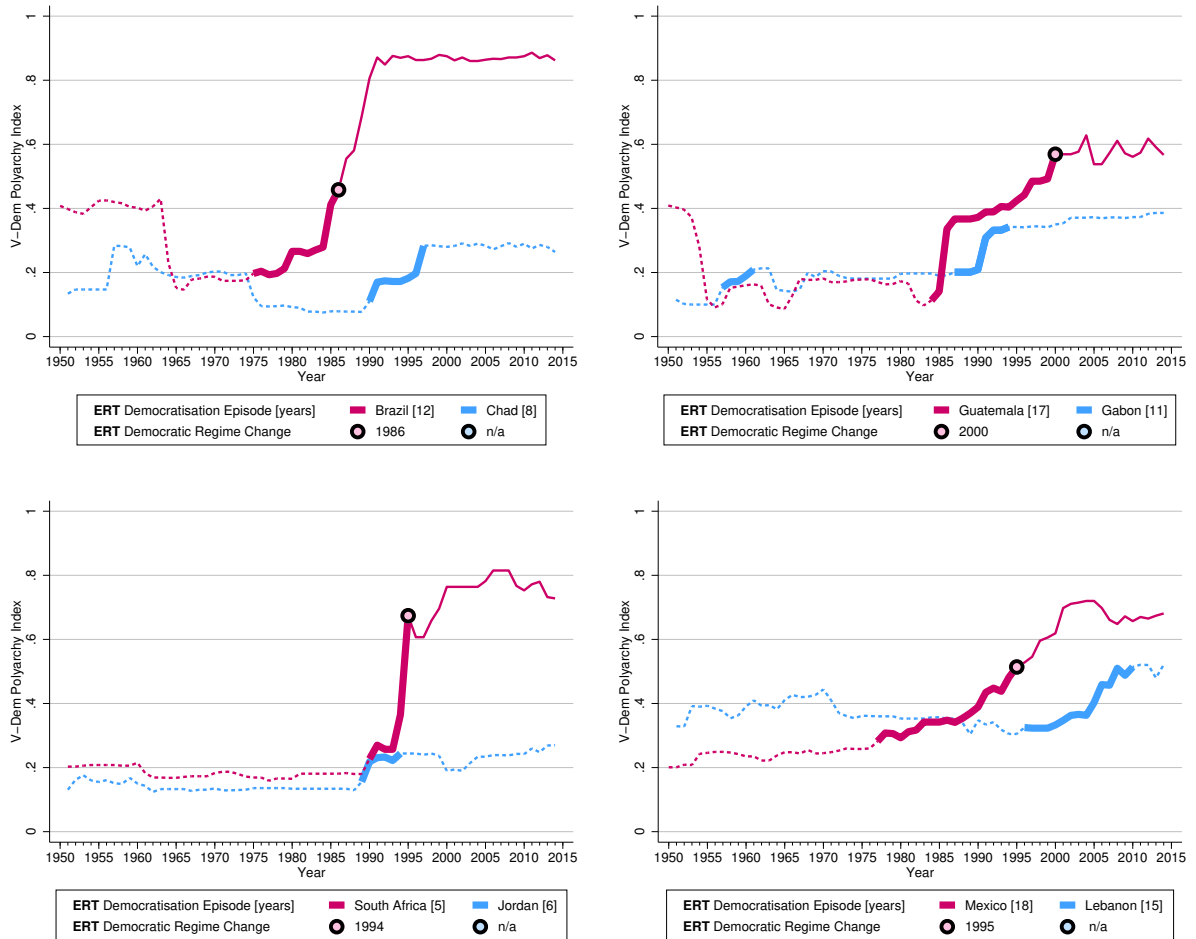 V−Dem Polyarchy Index
1
.8
.6
.4
.2
0
1950 1955 1960 1965 1970 1975 1980 1985 1990 1995 2000 2005 2010 2015
Year
ERT Democratisation Episode [years] Brazil [12] Chad [8]
ERT Democratic Regime Change 1986 n/a
V−Dem Polyarchy Index
1
.8
.6
.4
.2
0
1950 1955 1960 1965 1970 1975 1980 1985 1990 1995 2000 2005 2010 2015
Year
ERT Democratisation Episode [years] Guatemala [17] Gabon [11]
ERT Democratic Regime Change 2000 n/a
V−Dem Polyarchy Index
1
.8
.6
.4
.2
0
1950 1955 1960 1965 1970 1975 1980 1985 1990 1995 2000 2005 2010 2015
Year
ERT Democratisation Episode [years] South Africa [5] Jordan [6]
ERT Democratic Regime Change 1994 n/a
V−Dem Polyarchy Index
1
.8
.6
.4
.2
0
1950 1955 1960 1965 1970 1975 1980 1985 1990 1995 2000 2005 2010 2015
Year
ERT Democratisation Episode [years] Mexico [18] Lebanon [15]
ERT Democratic Regime Change 1995 n/a